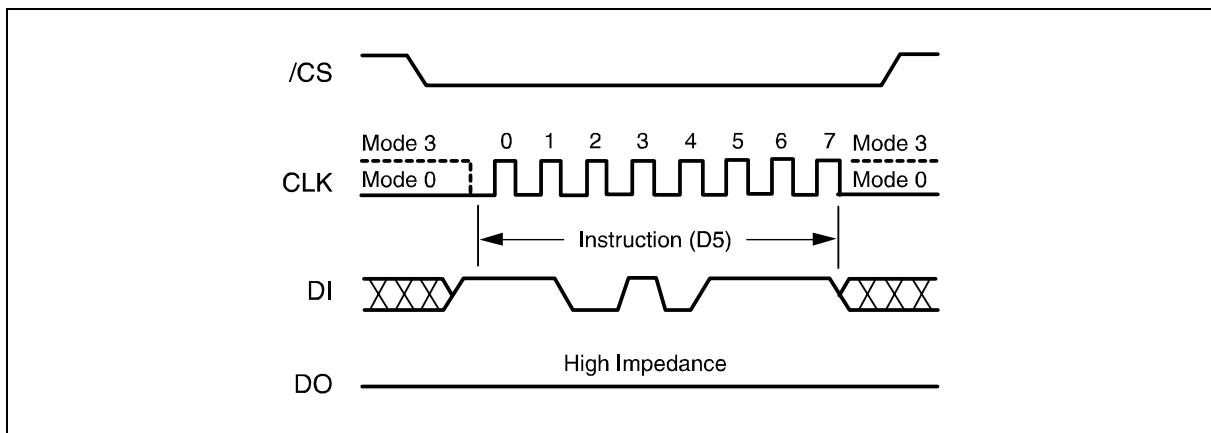 /CS
Mode 3 0 1 2 3 4 5 6 7 Mode 3
CLK Mode 0 Mode 0
Instruction (D5)
DI
High Impedance
DO